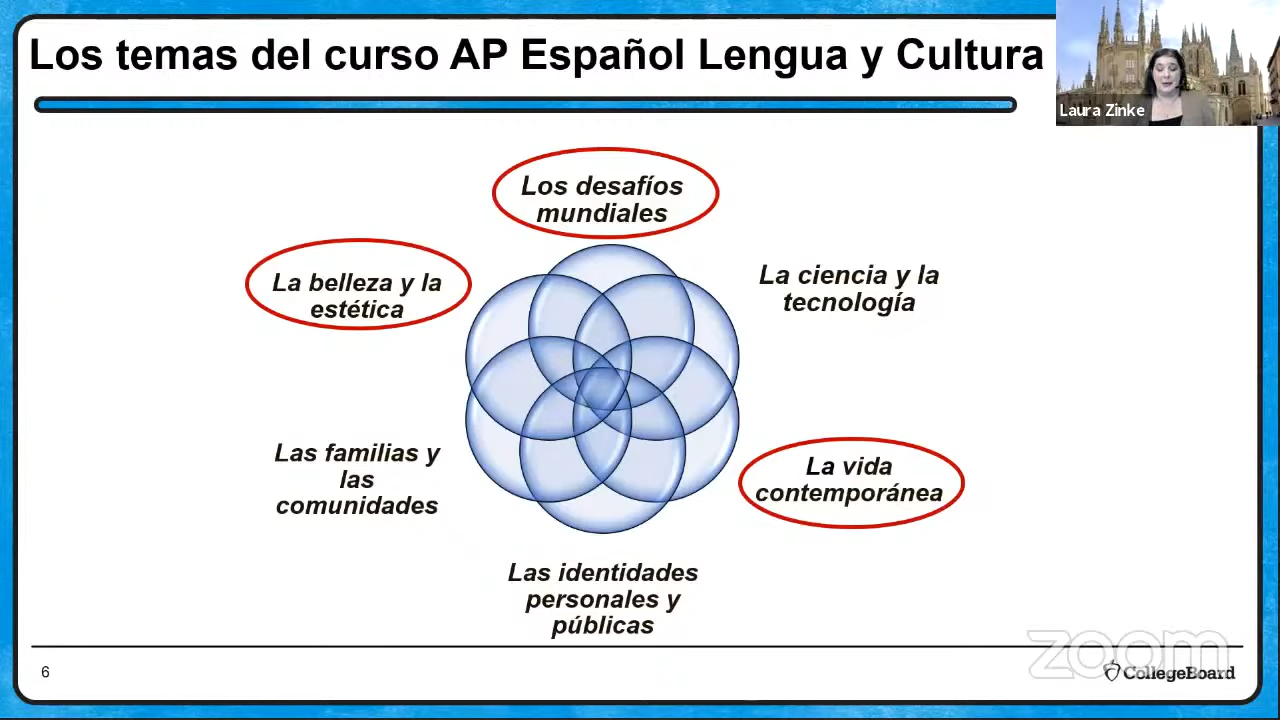 Los temas del curso AP Español Lengua y Cultura
Laura Zinke
Los desafíos
mundiales
La belleza y la
estética
La ciencia y la
tecnología
Las familias y
las
comunidades
La vida
contemporánea
Las identidades
personales y
públicas
zoom
6
CollegeBoard